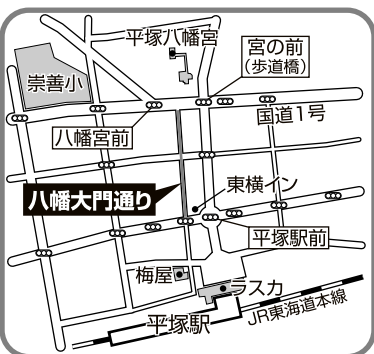 平塚八幡宮
宮の前
(歩道橋)
崇善小
国道1号
八幡宮前
東横イン
八幡大門通り
平塚駅前
梅屋
ラスカ
平塚駅
JR東海道本線